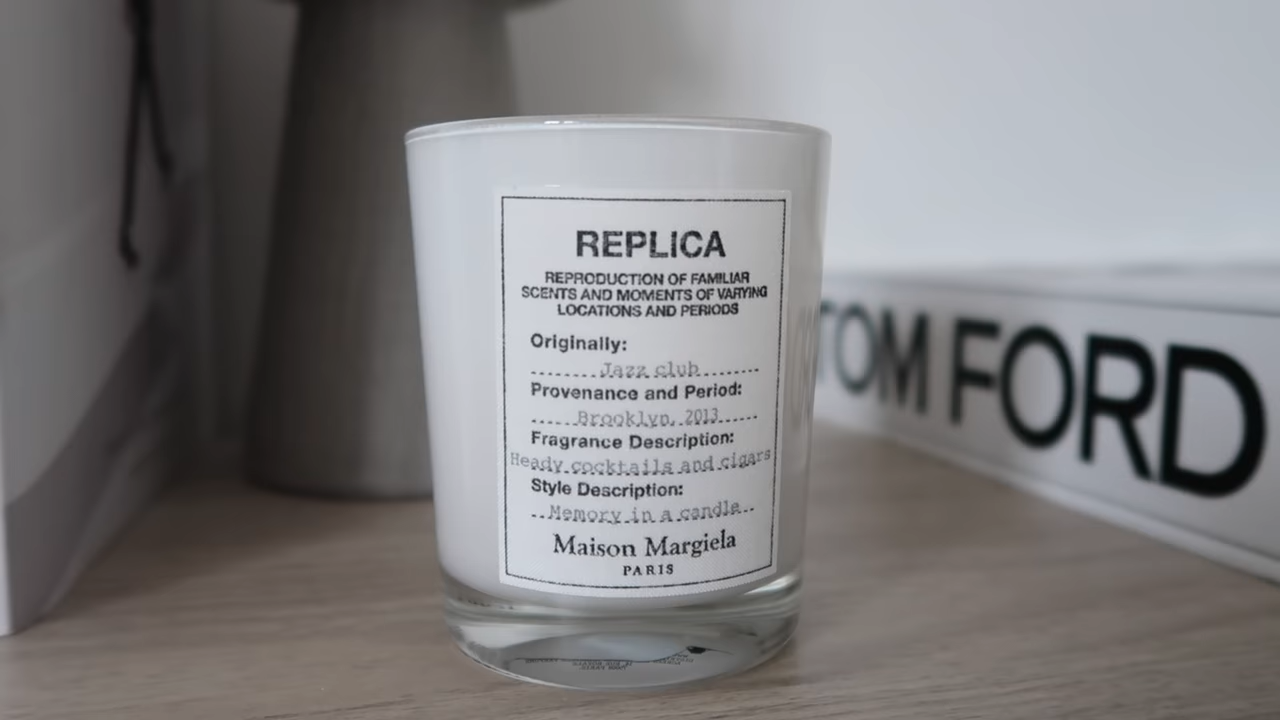 REPLICA
REPRODUCTION OF FAMILIAR
SCENTS AND MOMENTS OF VARYING
LOCATIONS AND PERIODS
Originally:
Jazz club
Provenance and Period:
Brooklyn, 2013
Fragrance Description:
Heady cocktails and cigars
Style Description:
Memory in a candle
Maison Margiela
PARIS
TOM FORD